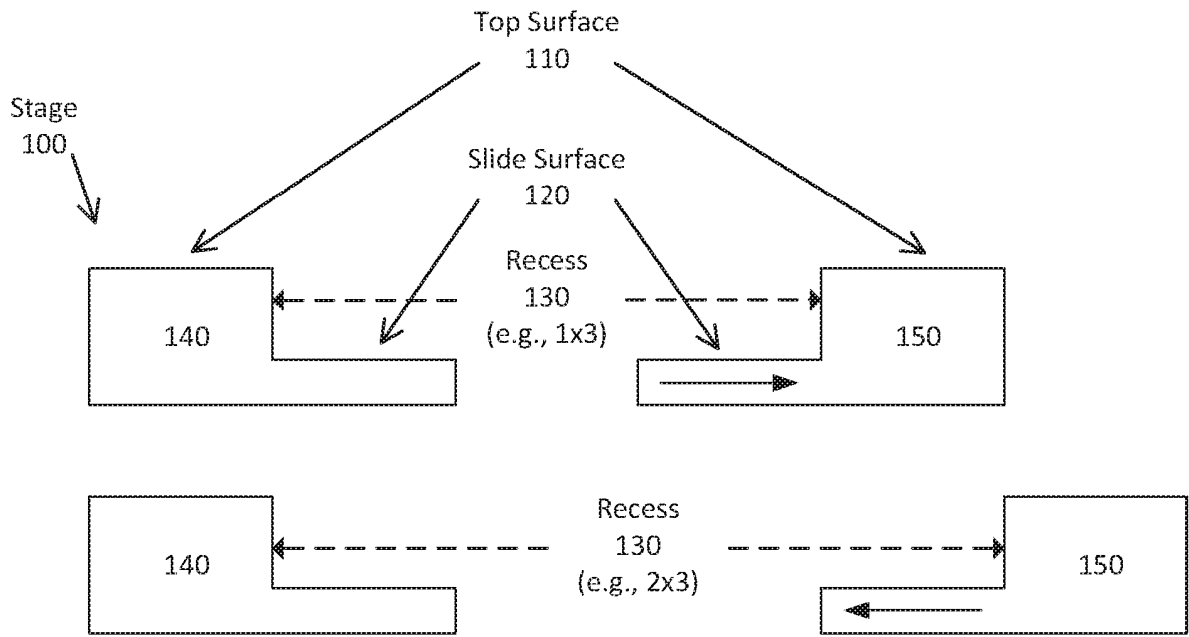 Top Surface
110
Stage
100
Slide Surface
120
Recess
130
(e.g., 1x3)
140
150
Recess
130
(e.g., 2x3)
140
150